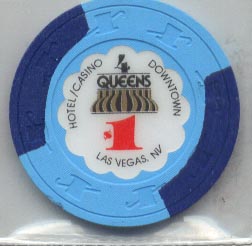 4
QUEENS
HOTEL/CASINO
DOWNTOWN
$1
LAS VEGAS, NV